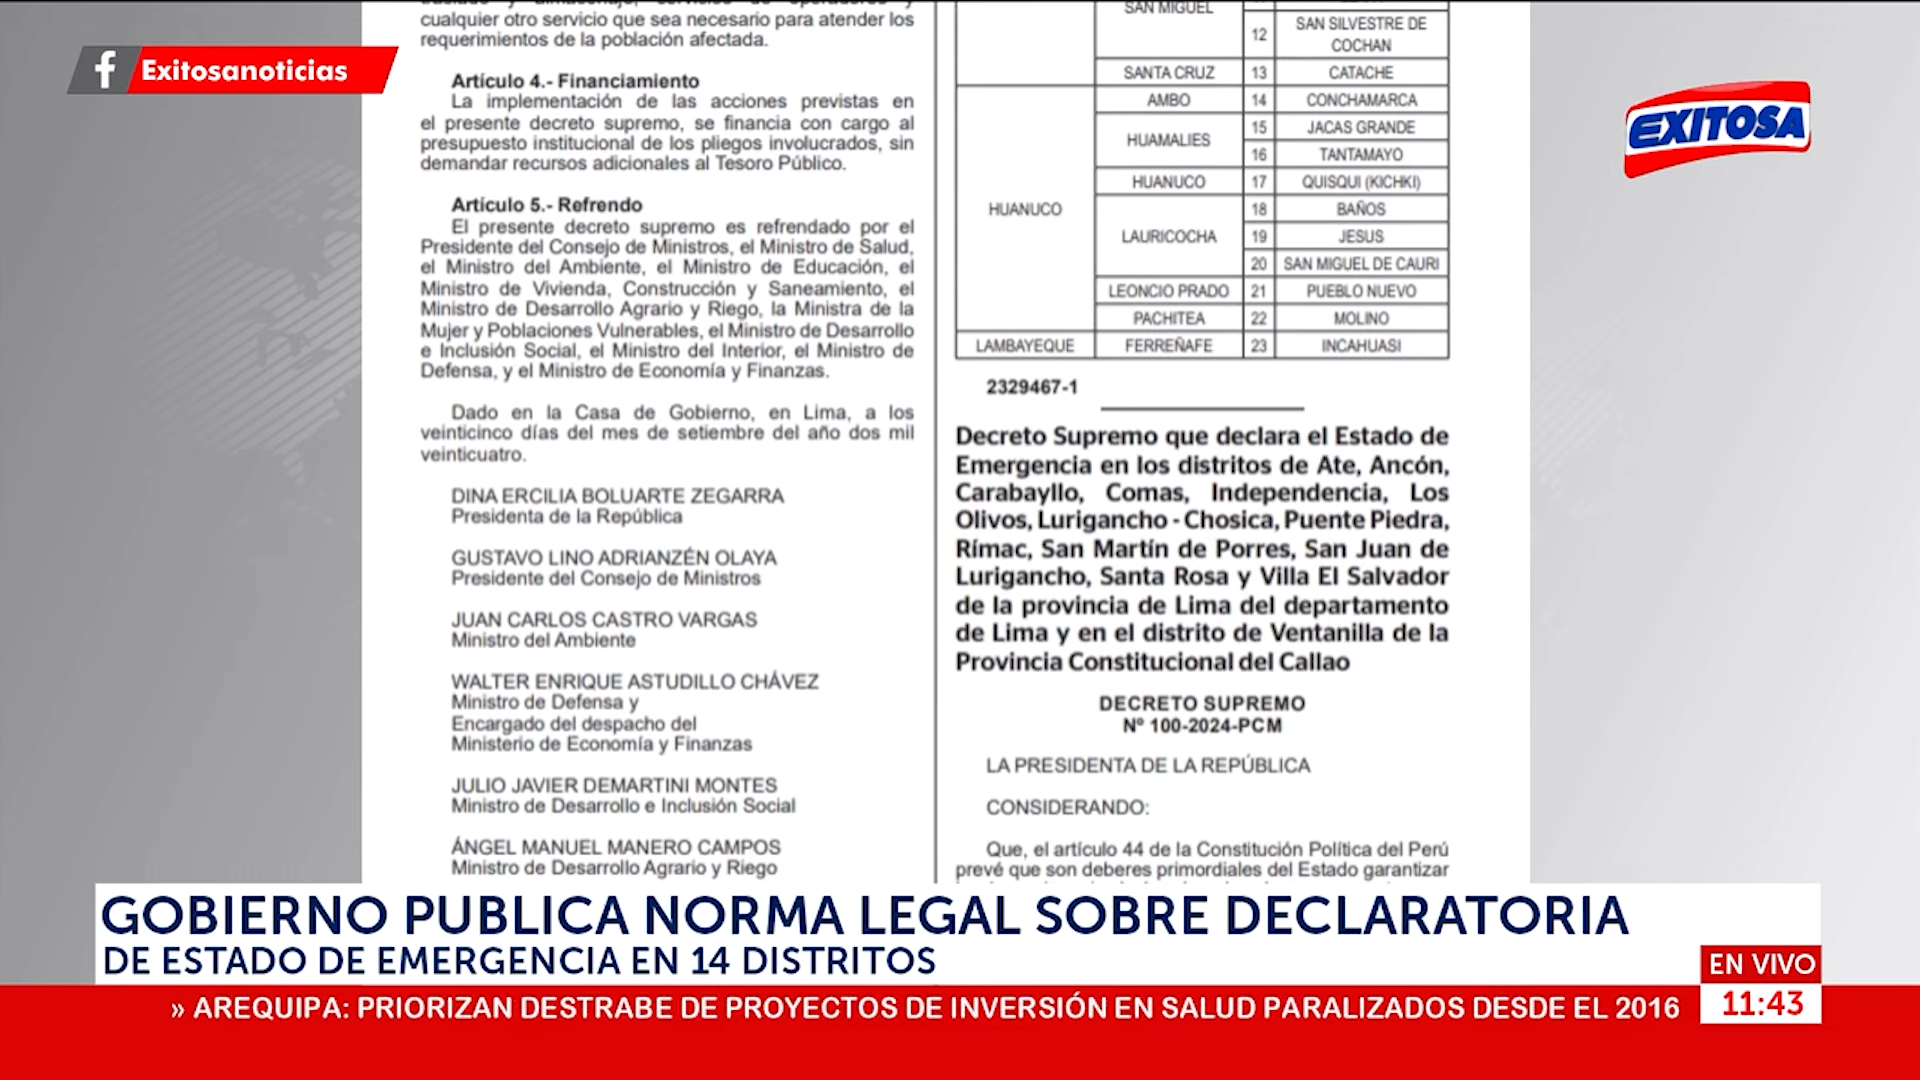 f Exitosanoticias
EXITOSA
cualquier otro servicio que sea necesario para atender los
requerimientos de la población afectada.
Artículo 4.- Financiamiento
La implementación de las acciones previstas en
el presente decreto supremo, se financia con cargo al
presupuesto institucional de los pliegos involucrados, sin
demandar recursos adicionales al Tesoro Público.
Artículo 5.- Refrendo
El presente decreto supremo es refrendado por el
Presidente del Consejo de Ministros, el Ministro de Salud,
el Ministro del Ambiente, el Ministro de Educación, el
Ministro de Vivienda, Construcción y Saneamiento, el
Ministro de Desarrollo Agrario y Riego, la Ministra de la
Mujer y Poblaciones Vulnerables, el Ministro de Desarrollo
e Inclusión Social, el Ministro del Interior, el Ministro de
Defensa, y el Ministro de Economía y Finanzas.
Dado en la Casa de Gobierno, en Lima, a los
veinticinco días del mes de setiembre del año dos mil
veinticuatro.
DINA ERCILIA BOLUARTE ZEGARRA
Presidenta de la República
GUSTAVO LINO ADRIANZÉN OLAYA
Presidente del Consejo de Ministros
JUAN CARLOS CASTRO VARGAS
Ministro del Ambiente
WALTER ENRIQUE ASTUDILLO CHÁVEZ
Ministro de Defensa y
Encargado del despacho del
Ministerio de Economía y Finanzas
JULIO JAVIER DEMARTINI MONTES
Ministro de Desarrollo e Inclusión Social
ÁNGEL MANUEL MANERO CAMPOS
Ministro de Desarrollo Agrario y Riego
SAN MIGUEL
12 SAN SILVESTRE DE
COCHAN
SANTA CRUZ 13 CATACHE
HUANUCO
AMBO 14 CONCHAMARCA
HUAMALIES
15 JACAS GRANDE
16 TANTAMAYO
HUANUCO 17 QUISQUI (KICHKI)
LAURICOCHA
18 BAÑOS
19 JESUS
20 SAN MIGUEL DE CAURI
LEONCIO PRADO 21 PUEBLO NUEVO
PACHITEA 22 MOLINO
LAMBAYEQUE FERREÑAFE 23 INCAHUASI
2329467-1
Decreto Supremo que declara el Estado de
Emergencia en los distritos de Ate, Ancón,
Carabayllo, Comas, Independencia, Los
Olivos, Lurigancho - Chosica, Puente Piedra,
Rímac, San Martín de Porres, San Juan de
Lurigancho, Santa Rosa y Villa El Salvador
de la provincia de Lima del departamento
de Lima y en el distrito de Ventanilla de la
Provincia Constitucional del Callao
DECRETO SUPREMO
Nº 100-2024-PCM
LA PRESIDENTA DE LA REPÚBLICA
CONSIDERANDO:
Que, el artículo 44 de la Constitución Política del Perú
prevé que son deberes primordiales del Estado garantizar
GOBIERNO PUBLICA NORMA LEGAL SOBRE DECLARATORIA
DE ESTADO DE EMERGENCIA EN 14 DISTRITOS
EN VIVO
11:43
» AREQUIPA: PRIORIZAN DESTRABE DE PROYECTOS DE INVERSIÓN EN SALUD PARALIZADOS DESDE EL 2016